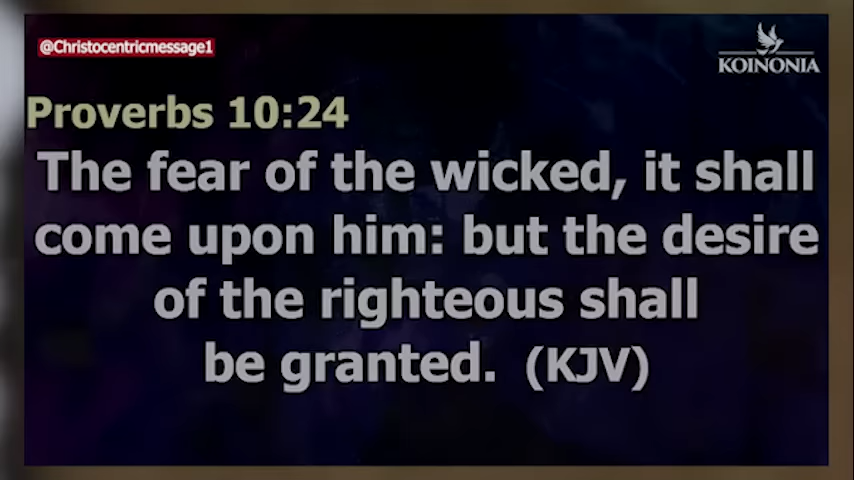 @Christocentricmessage1
KOINONIA
Proverbs 10:24
The fear of the wicked, it shall
come upon him: but the desire
of the righteous shall
be granted. (KJV)